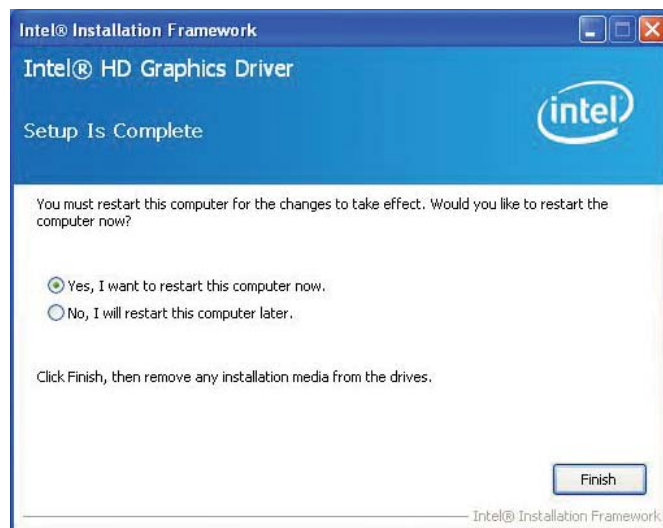 Intel® Installation Framework
Intel® HD Graphics Driver
Setup Is Complete
intel
You must restart this computer for the changes to take effect. Would you like to restart the
computer now?
Yes, I want to restart this computer now.
No, I will restart this computer later.
Click Finish, then remove any installation media from the drives.
Finish
Intel® Installation Framework